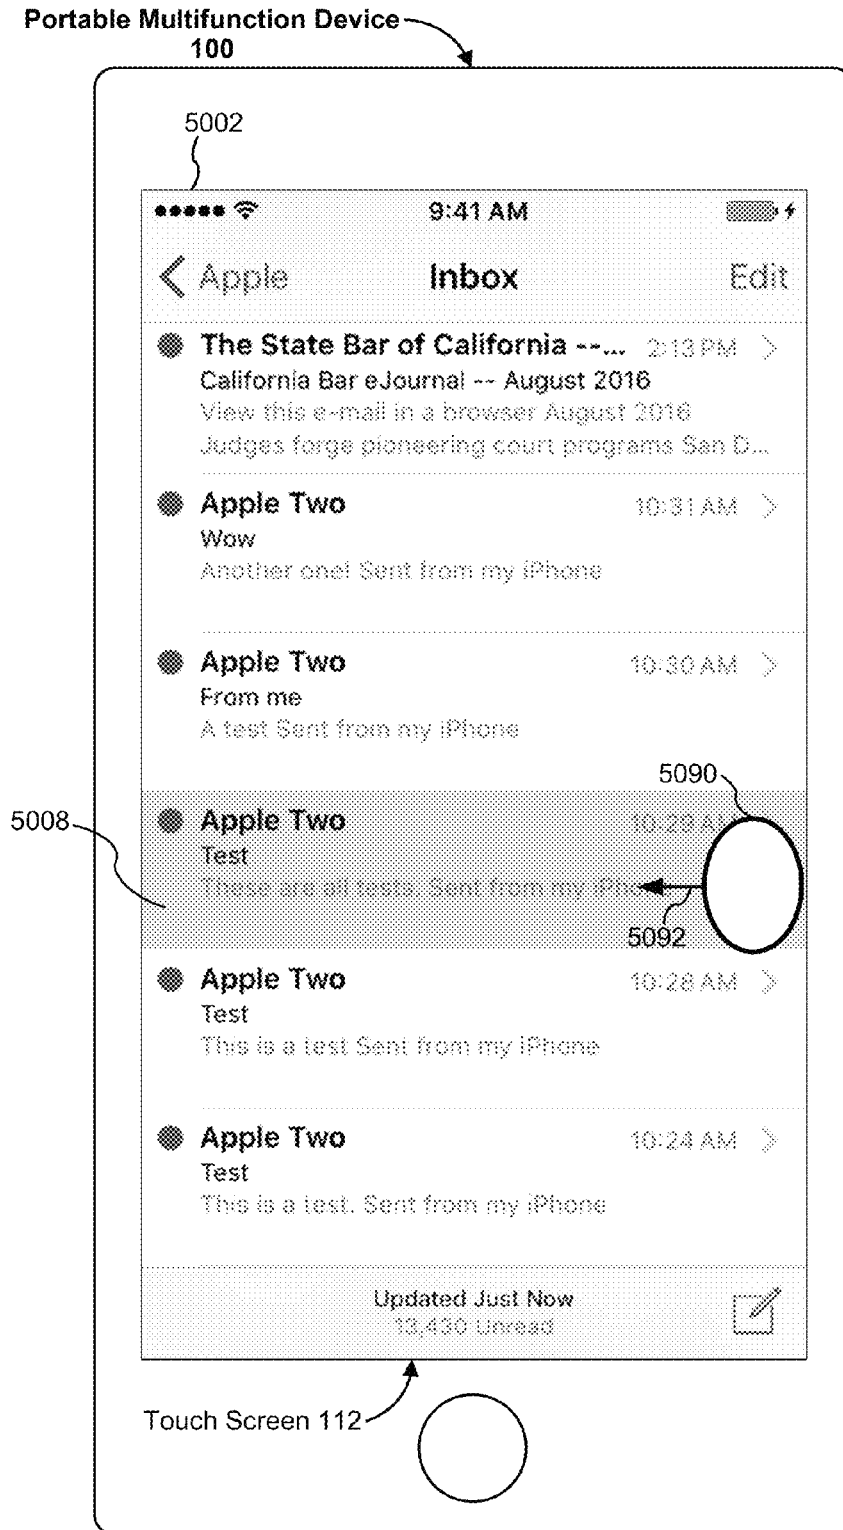 Portable Multifunction Device
100
5002
9:41 AM
Apple Inbox Edit
The State Bar of California --... 2:13 PM
California Bar eJournal -- August 2016
View this e-mail in a browser August 2016
Judges forge pioneering court programs San D...
Apple Two 10:31 AM
Wow
Another one! Sent from my iPhone
Apple Two 10:30 AM
From me
A test Sent from my iPhone
5090
5008
Apple Two 10:29 AM
Test
These are all tests. Sent from my iPho
5092
Apple Two 10:28 AM
Test
This is a test Sent from my iPhone
Apple Two 10:24 AM
Test
This is a test. Sent from my iPhone
Updated Just Now
13,430 Unread
Touch Screen 112